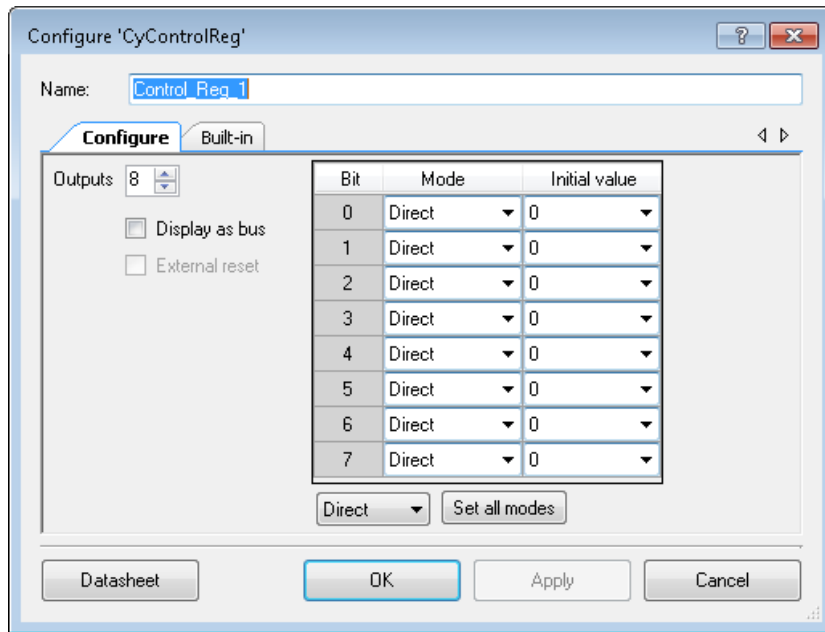 Configure 'CyControlReg'
Name: Control_Reg_1
Configure Built-in
Outputs 8
Display as bus
External reset
Bit Mode Initial value
0 Direct 0
1 Direct 0
2 Direct 0
3 Direct 0
4 Direct 0
5 Direct 0
6 Direct 0
7 Direct 0
Direct Set all modes
Datasheet OK Apply Cancel